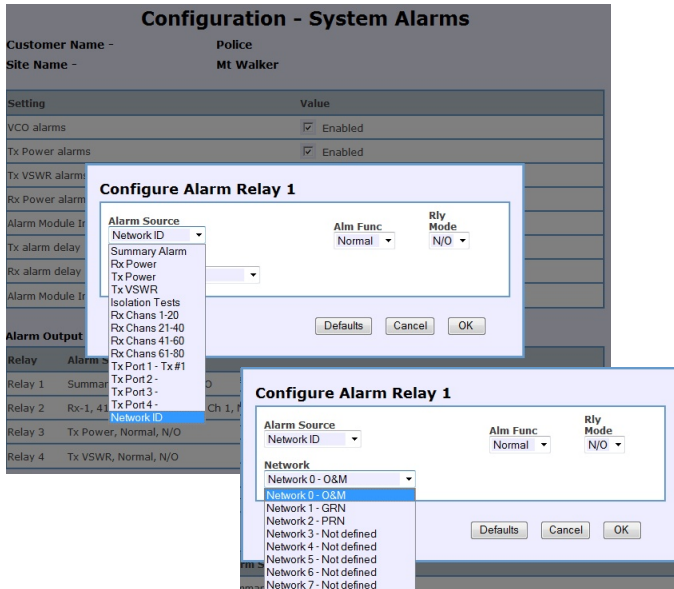 Configuration - System Alarms
Customer Name - Police
Site Name - Mt Walker
Setting Value
VCO alarms Enabled
Tx Power alarms Enabled
Tx VSWR alarms
Rx Power alarm
Alarm Module
Tx alarm delay
Rx alarm delay
Alarm Module
Configure Alarm Relay 1
Alarm Source Alm Func Rly Mode
Network ID Normal N/O
Summary Alarm
Rx Power
Tx Power
Tx VSWR
Isolation Tests
Rx Chans 1-20
Rx Chans 21-40
Rx Chans 41-60
Rx Chans 61-80
Tx Port 1 - Tx #1
Tx Port 2 -
Tx Port 3 -
Tx Port 4 -
Network ID
Defaults Cancel OK
Alarm Output
Relay Alarm
Relay 1
Relay 2 Rx-1, Ch 1,
Relay 3 Tx Power, Normal, N/O
Relay 4 Tx VSWR, Normal, N/O
Configure Alarm Relay 1
Alarm Source Alm Func Rly Mode
Network ID Normal N/O
Network
Network 0 - O&M
Network 0 - O&M
Network 1 - GRN
Network 2 - PRN
Network 3 - Not defined
Network 4 - Not defined
Network 5 - Not defined
Network 6 - Not defined
Network 7 - Not defined
Defaults Cancel OK